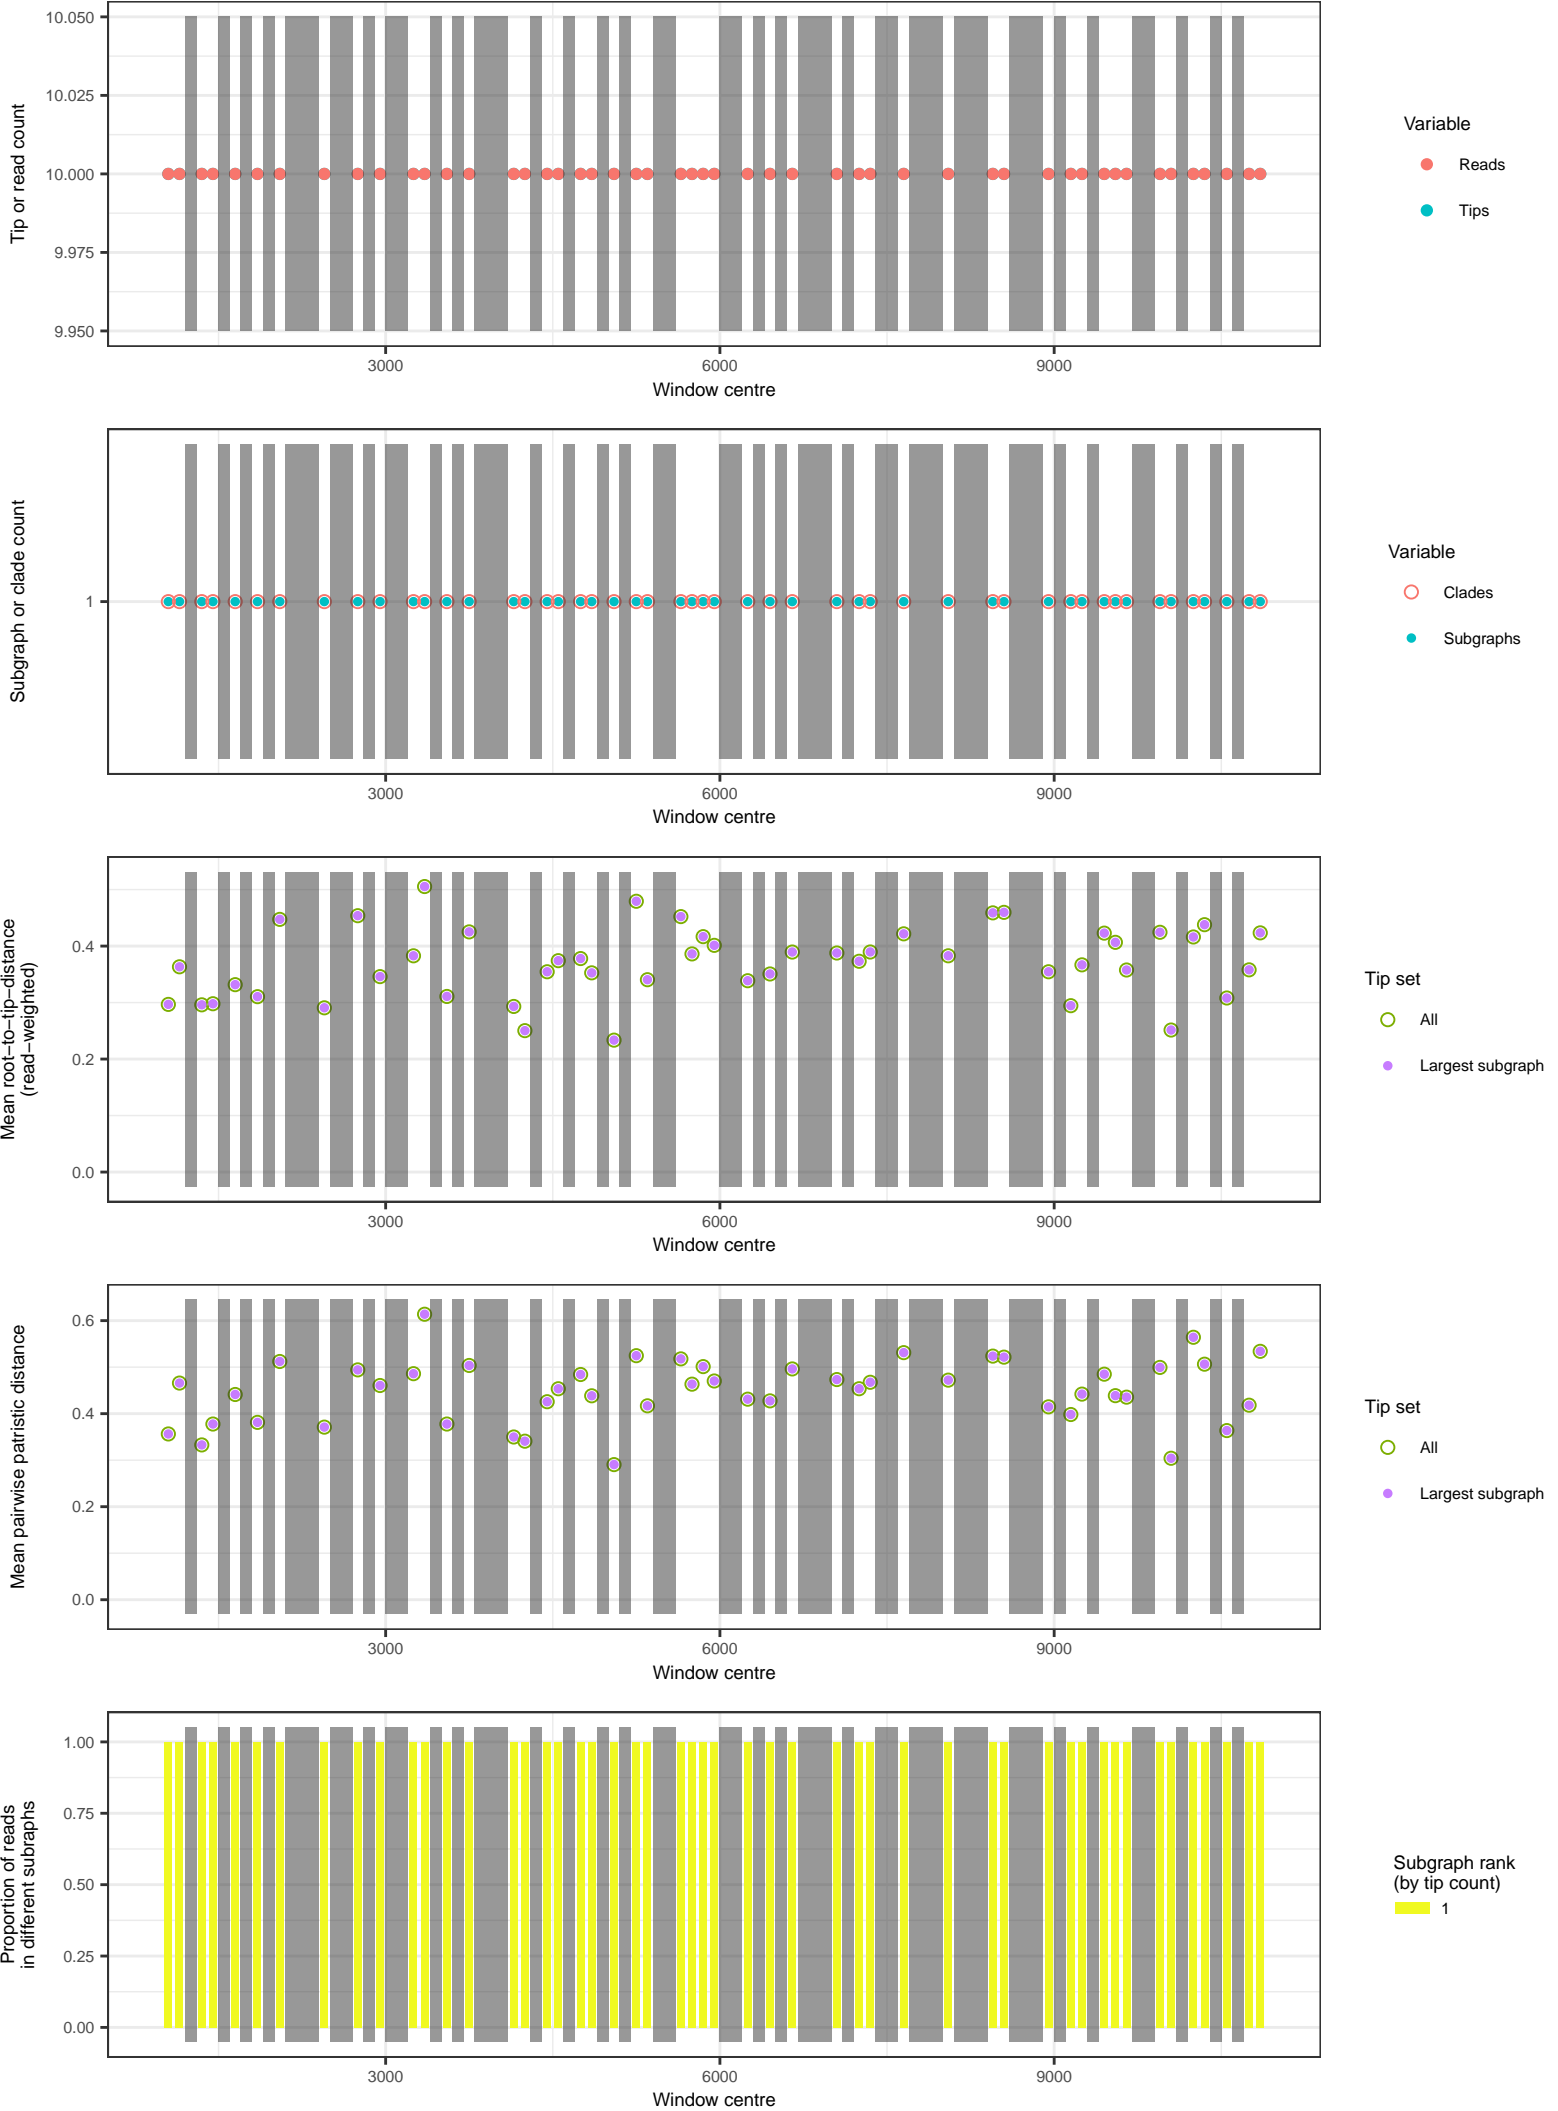 10.050
10.025
10.000
9.975
9.950
Tip or read count
3000
6000
9000
Window centre
Variable
Reads
Tips
1
Subgraph or clade count
3000
6000
9000
Window centre
Variable
Clades
Subgraphs
0.4
0.2
0.0
Mean root−to−tip−distance
(read−weighted)
3000
6000
9000
Window centre
Tip set
All
Largest subgraph
0.6
0.4
0.2
0.0
Mean pairwise patristic distance
3000
6000
9000
Window centre
Tip set
All
Largest subgraph
1.00
0.75
0.50
0.25
0.00
Proportion of reads
in different subraphs
3000
6000
9000
Window centre
Subgraph rank
(by tip count)
1